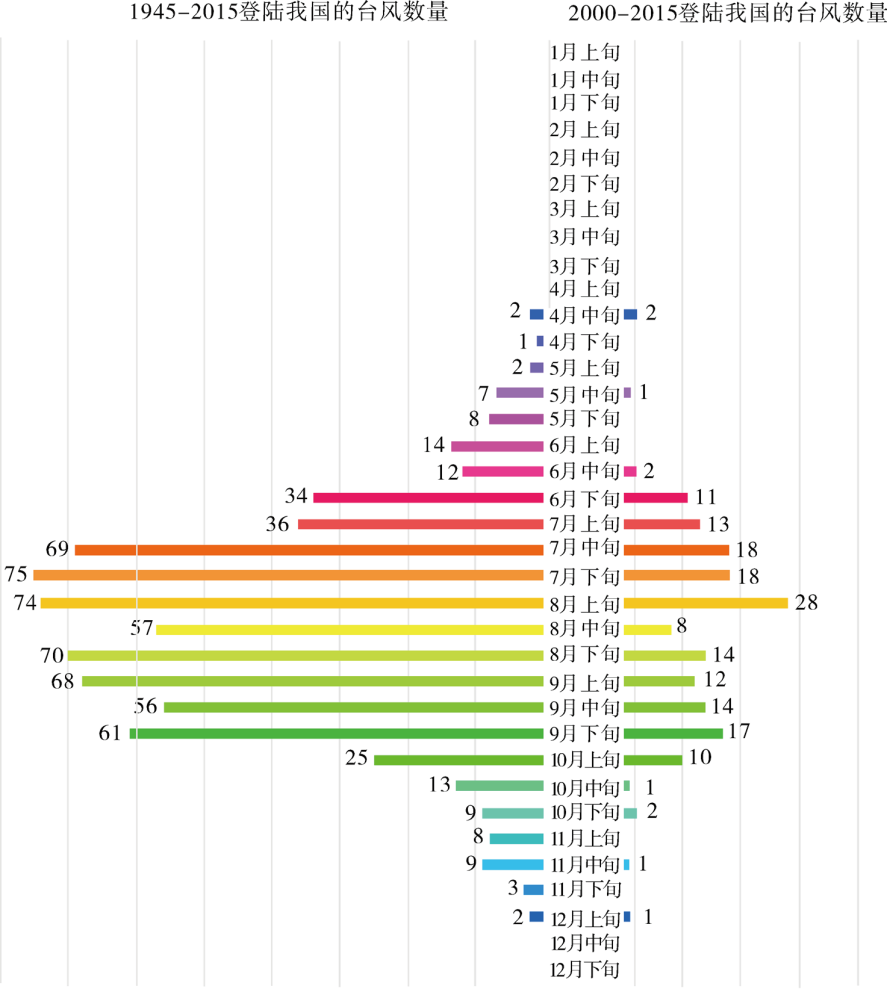 1945-2015登陆我国的台风数量 2000-2015登陆我国的台风数量
1月上旬
1月中旬
1月下旬
2月上旬
2月中旬
2月下旬
3月上旬
3月中旬
3月下旬
4月上旬
2 4月中旬 2
1 4月下旬
2 5月上旬
7 5月中旬 1
8 5月下旬
14 6月上旬
12 6月中旬 2
34 6月下旬 11
36 7月上旬 13
69 7月中旬 18
75 7月下旬 18
74 8月上旬 28
57 8月中旬 8
70 8月下旬 14
68 9月上旬 12
56 9月中旬 14
61 9月下旬 17
25 10月上旬 10
13 10月中旬 1
9 10月下旬 2
8 11月上旬
9 11月中旬 1
3 11月下旬
2 12月上旬 1
12月中旬
12月下旬